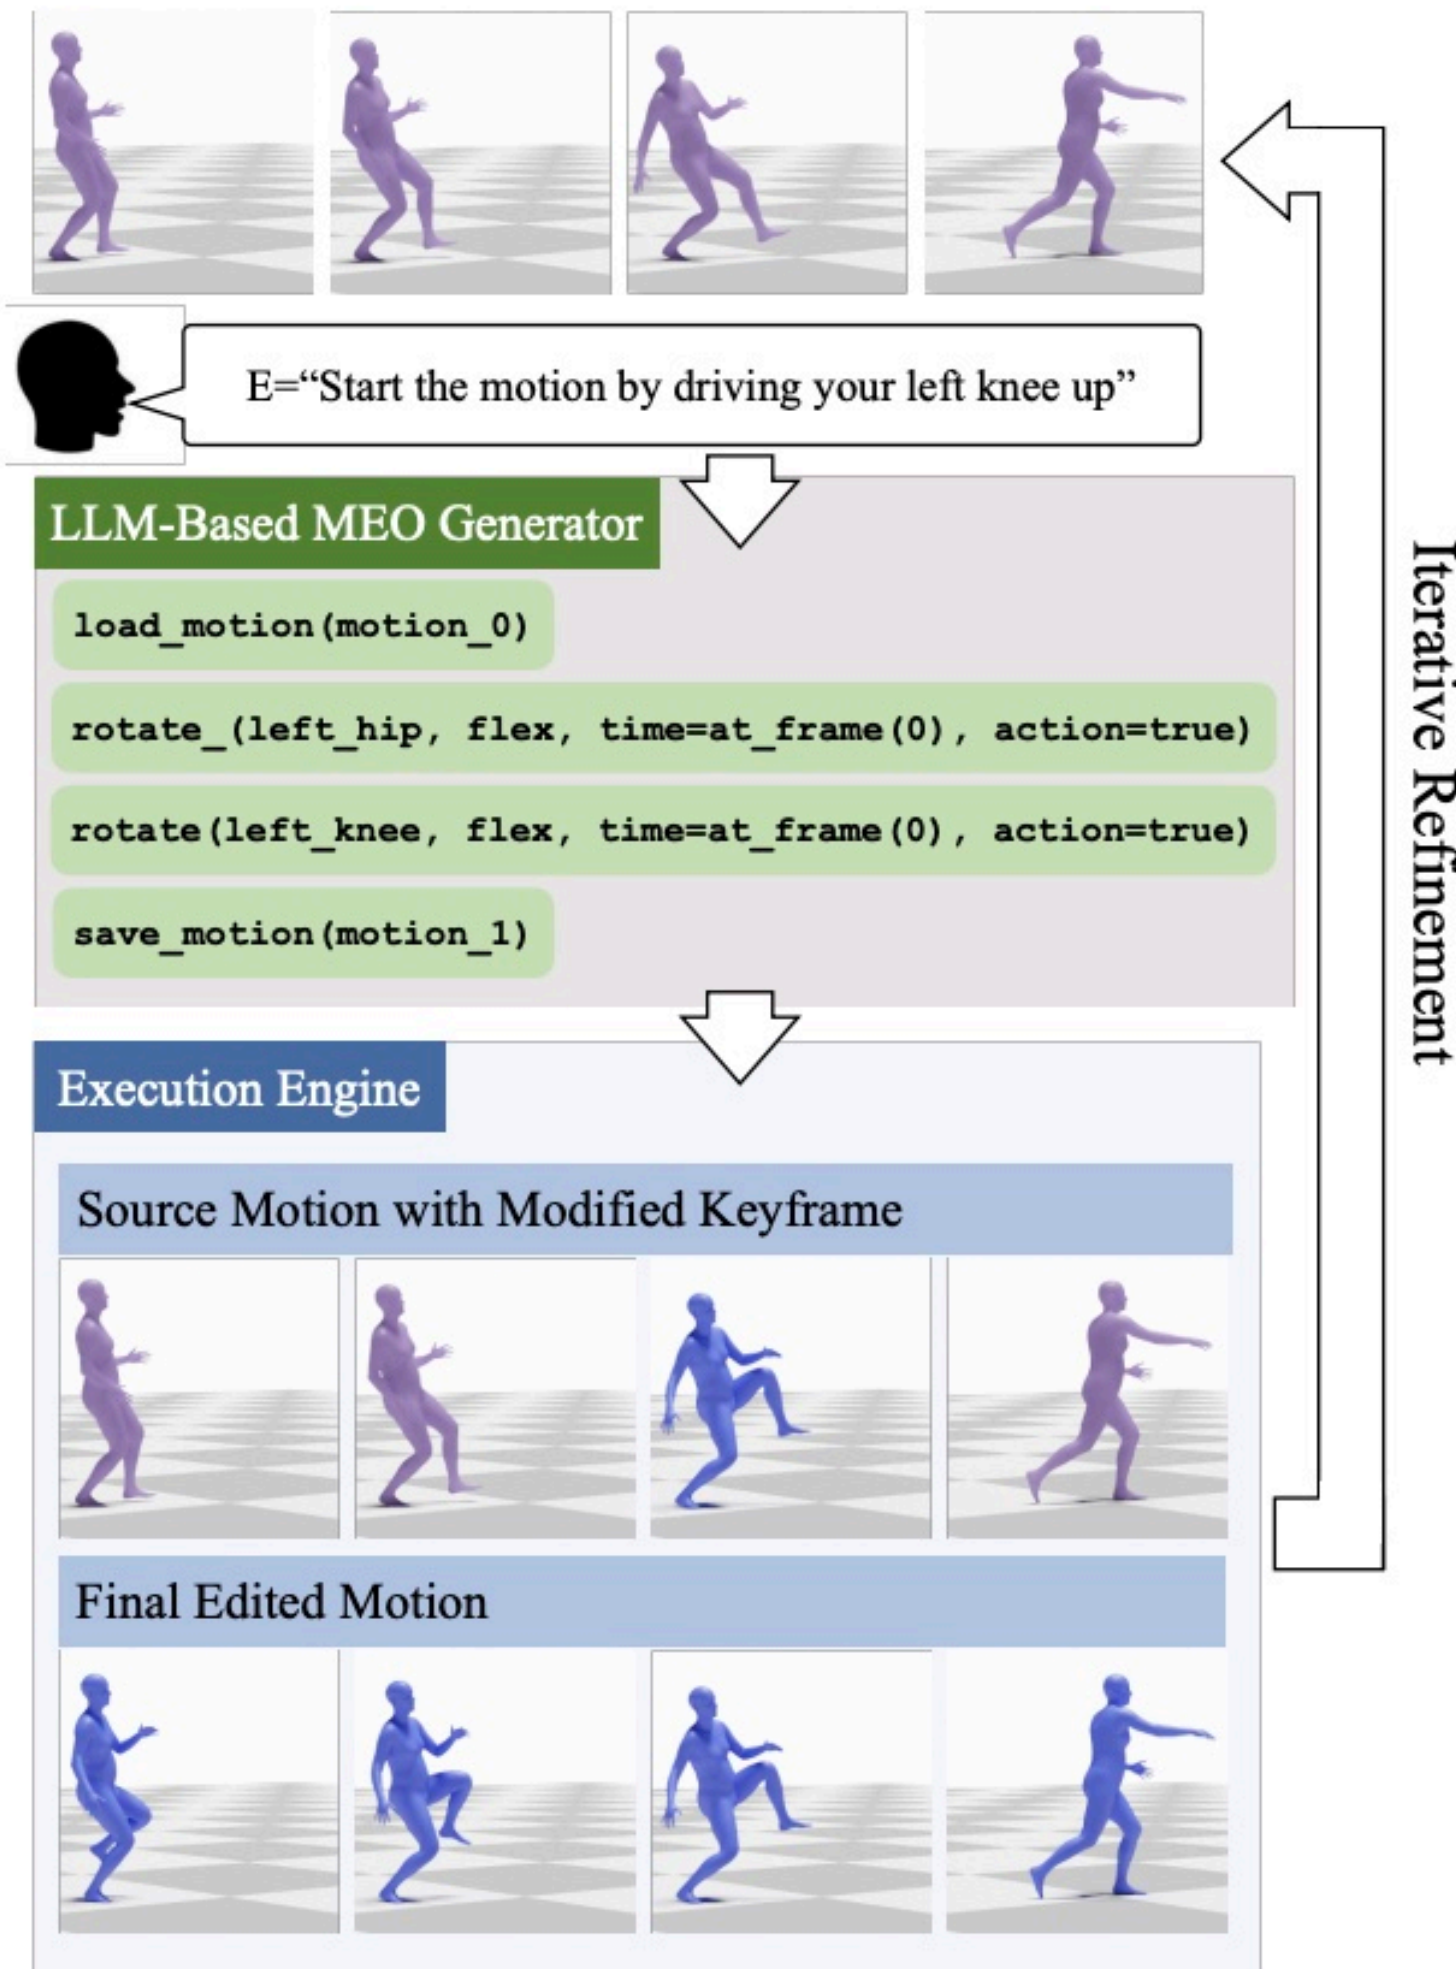 E=“Start the motion by driving your left knee up”
LLM-Based MEO Generator
load_motion(motion_0)
rotate_(left_hip, flex, time=at_frame(0), action=true)
rotate(left_knee, flex, time=at_frame(0), action=true)
save_motion(motion_1)
Execution Engine
Source Motion with Modified Keyframe
Final Edited Motion
Iterative Refinement